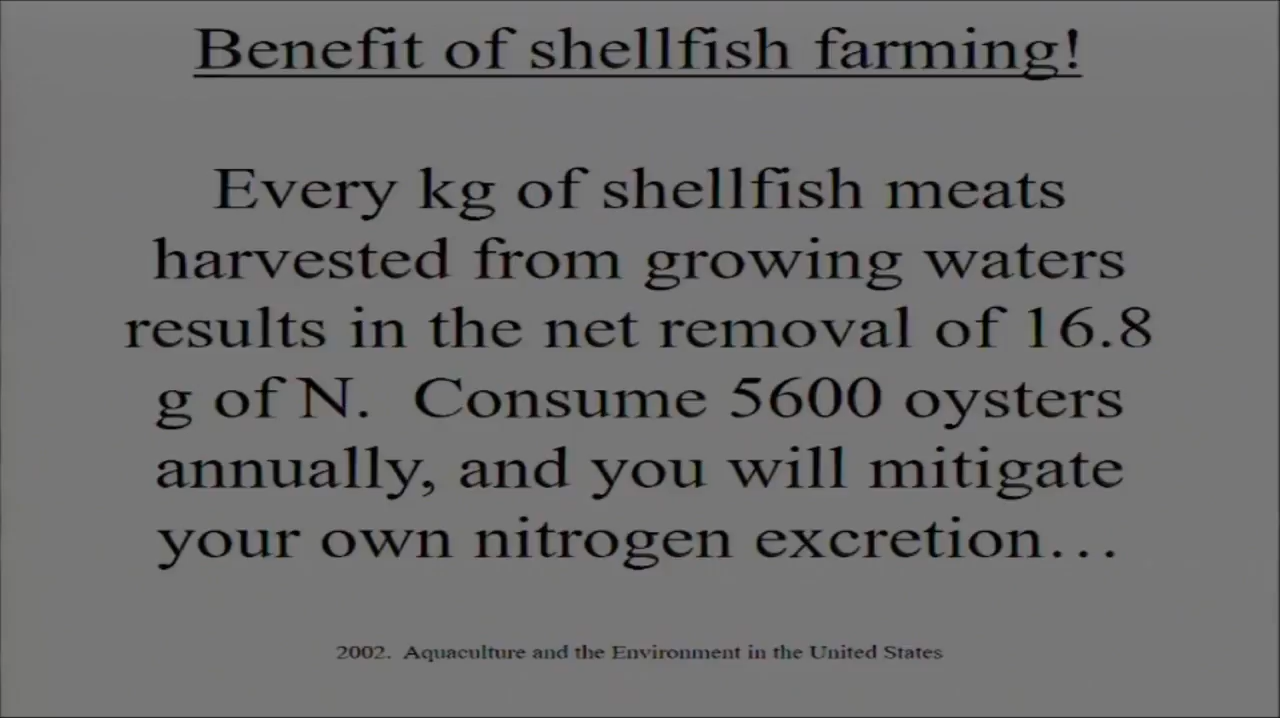 Benefit of shellfish farming!
Every kg of shellfish meats
harvested from growing waters
results in the net removal of 16.8
g of N.  Consume 5600 oysters
annually, and you will mitigate
your own nitrogen excretion…
2002.  Aquaculture and the Environment in the United States